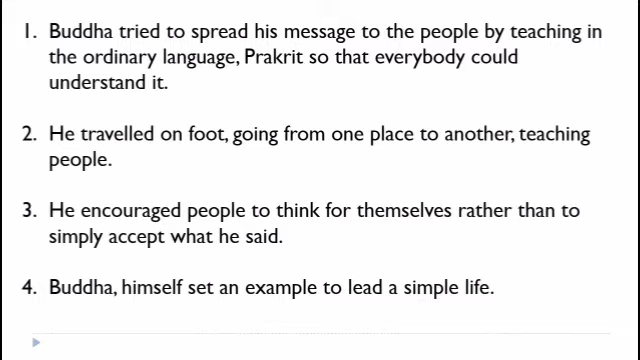 1. Buddha tried to spread his message to the people by teaching in
the ordinary language, Prakrit so that everybody could
understand it.
2. He travelled on foot, going from one place to another, teaching
people.
3. He encouraged people to think for themselves rather than to
simply accept what he said.
4. Buddha, himself set an example to lead a simple life.